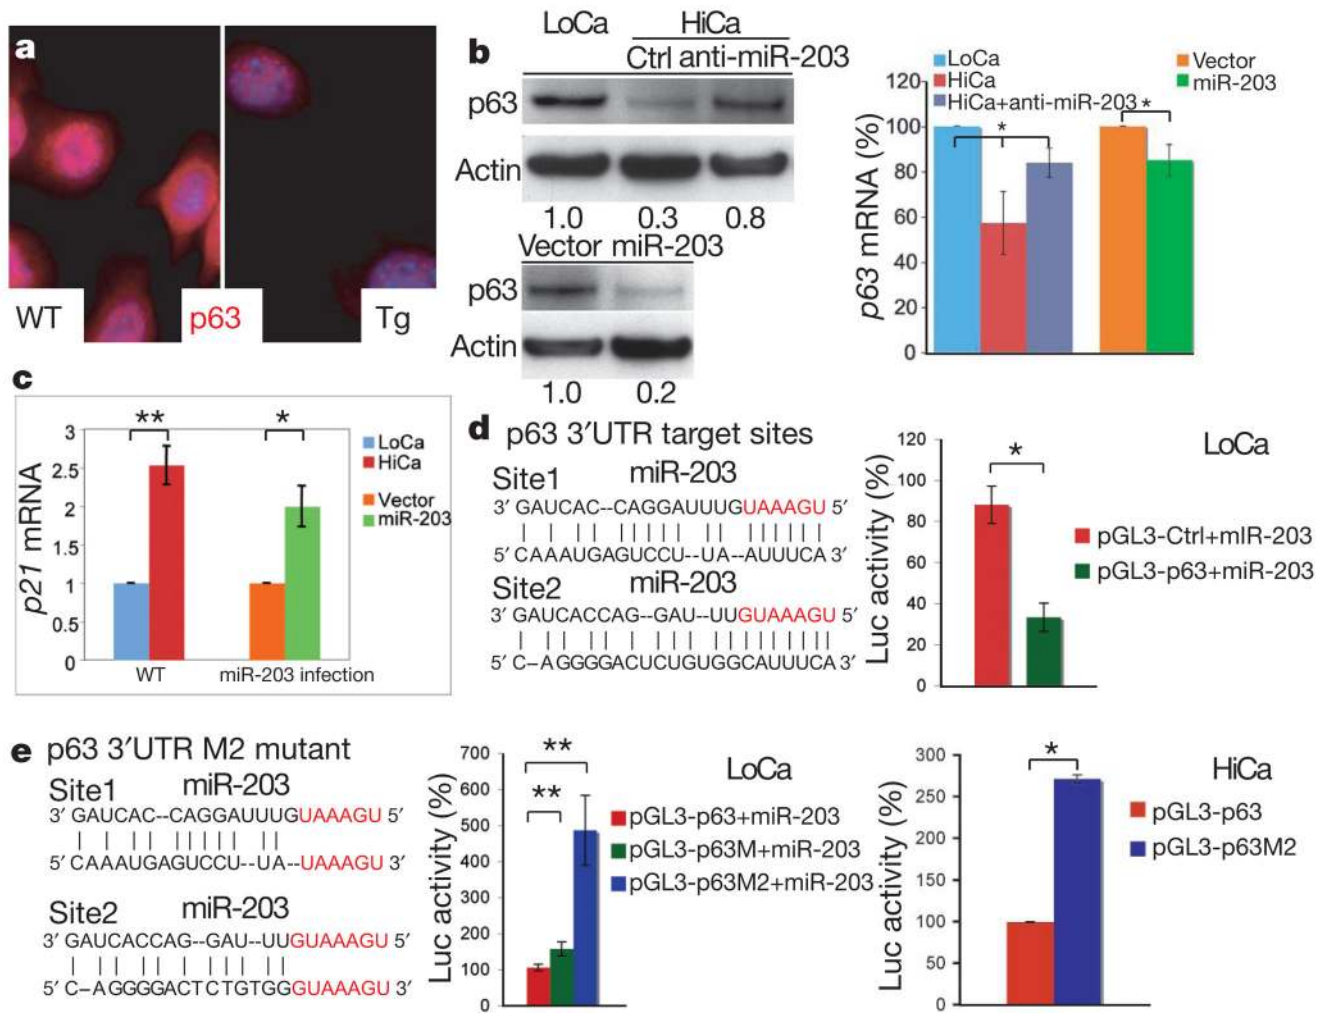 a
WT
p63
Tg
b
LoCa
HiCa
Ctrl anti-miR-203
p63
Actin
1.0 0.3 0.8
Vector miR-203
p63
Actin
1.0 0.2
LoCa
HiCa
HiCa+anti-miR-203
Vector
miR-203
p63 mRNA (%)
120
100
80
60
40
20
0
*
*
c
p21 mRNA
3
2.5
2
1.5
1
0.5
0
**
*
LoCa
HiCa
Vector
miR-203
WT
miR-203 infection
d p63 3′UTR target sites
Site1 miR-203
3′ GAUCAC--CAGGAUUUGUAAAGU 5′
5′ CAAAUGAGUCCU--UA--AUUUCA 3′
Site2 miR-203
3′ GAUCACCAG--GAU--UUGUAAAGU 5′
5′ C–AGGGGACUCUGUGGCAUUUCA 3′
Luc activity (%)
120
100
80
60
40
20
0
*
LoCa
pGL3-Ctrl+mIR-203
pGL3-p63+miR-203
e p63 3′UTR M2 mutant
Site1 miR-203
3′ GAUCAC--CAGGAUUUGUAAAGU 5′
5′ CAAAUGAGUCCU--UA--UAAAGU 3′
Site2 miR-203
3′ GAUCACCAG--GAU--UUGUAAAGU 5′
5′ C–AGGGGACTCTGTGGGUAAAGU 3′
Luc activity (%)
700
600
500
400
300
200
100
0
**
**
LoCa
pGL3-p63+miR-203
pGL3-p63M+miR-203
pGL3-p63M2+miR-203
Luc activity (%)
300
250
200
150
100
50
0
*
HiCa
pGL3-p63
pGL3-p63M2